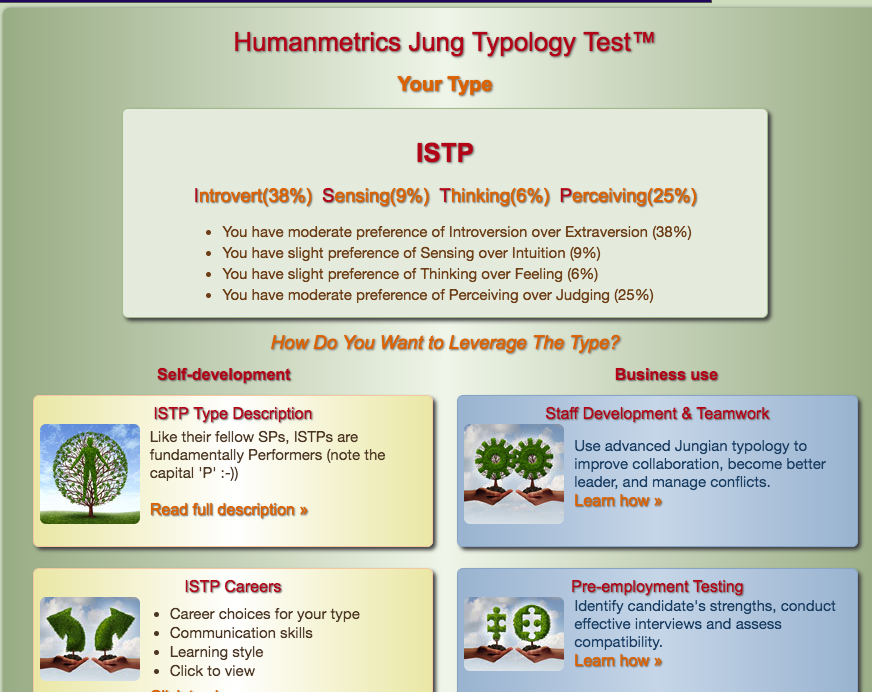 Humanmetrics Jung Typology Test™
Your Type
ISTP
Introvert(38%) Sensing(9%) Thinking(6%) Perceiving(25%)
• You have moderate preference of Introversion over Extraversion (38%)
• You have slight preference of Sensing over Intuition (9%)
• You have slight preference of Thinking over Feeling (6%)
• You have moderate preference of Perceiving over Judging (25%)
How Do You Want to Leverage The Type?
Self-development
ISTP Type Description
Like their fellow SPs, ISTPs are
fundamentally Performers (note the
capital 'P' :-))
Read full description »
ISTP Careers
• Career choices for your type
• Communication skills
• Learning style
• Click to view
Business use
Staff Development & Teamwork
Use advanced Jungian typology to
improve collaboration, become better
leader, and manage conflicts.
Learn how »
Pre-employment Testing
Identify candidate's strengths, conduct
effective interviews and assess
compatibility.
Learn how »